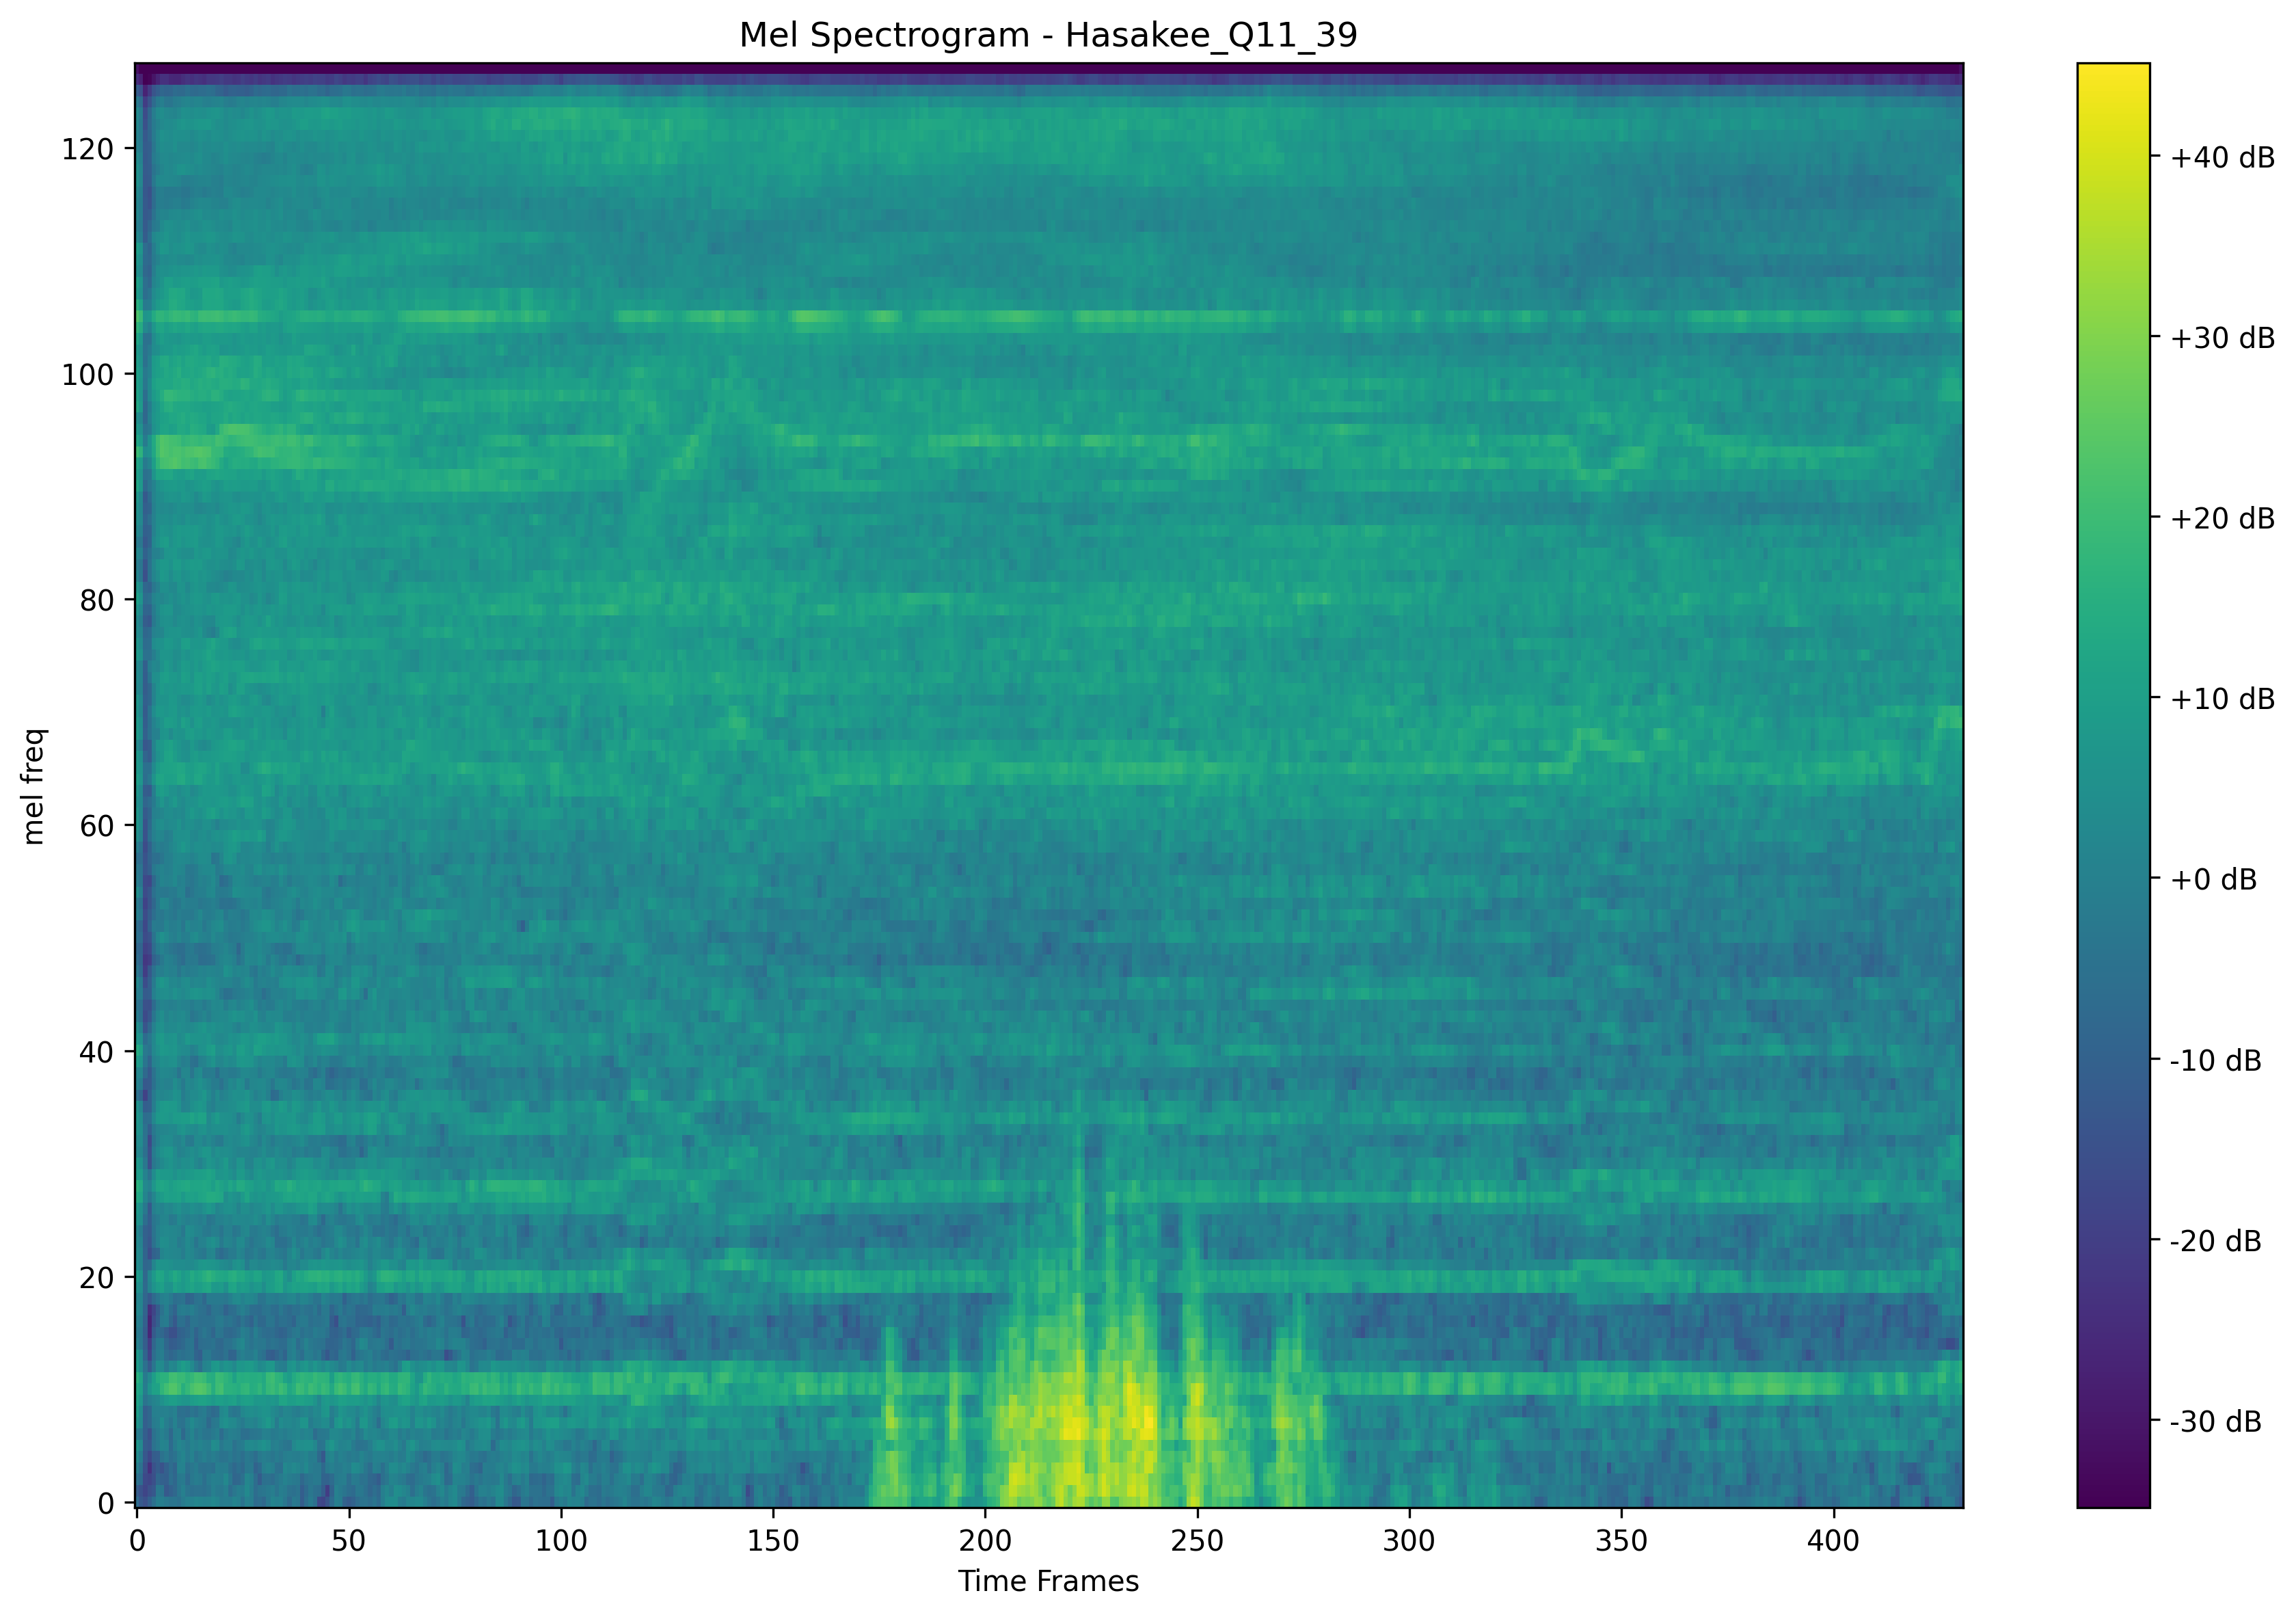 Mel Spectrogram - Hasakee_Q11_39
120
100
80
60
40
20
0
mel freq
0 50 100 150 200 250 300 350 400
Time Frames
+40 dB
+30 dB
+20 dB
+10 dB
+0 dB
-10 dB
-20 dB
-30 dB